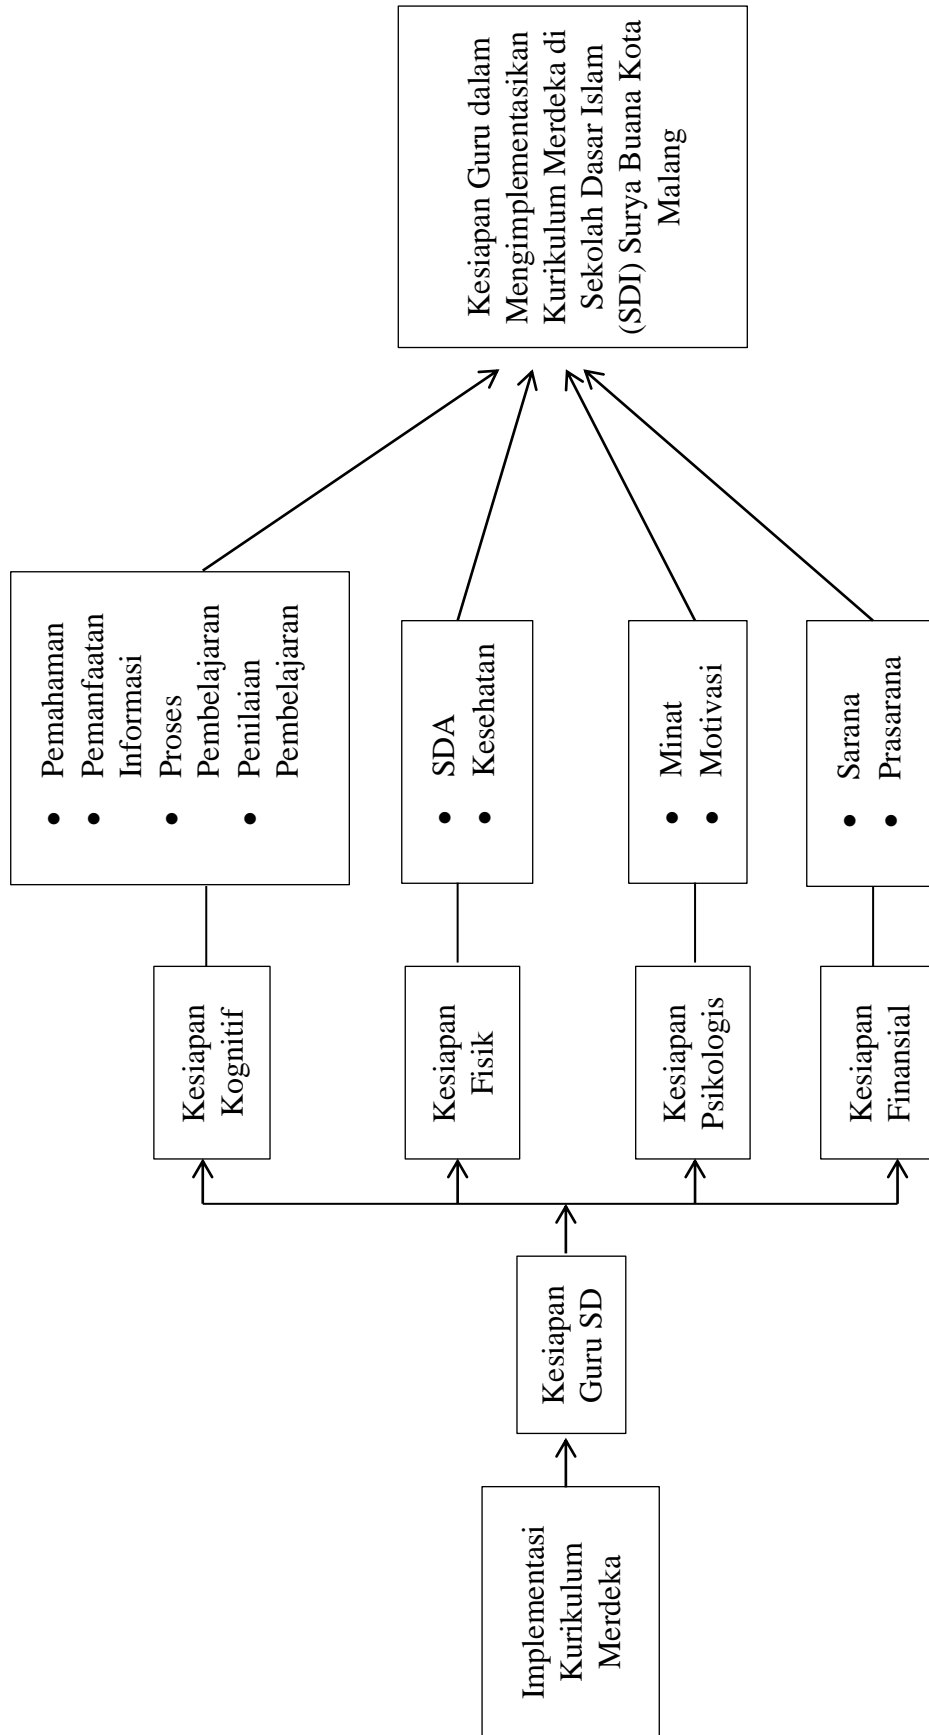 Implementasi
Kurikulum
Merdeka
Kesiapan
Guru SD
Kesiapan
Kognitif
Kesiapan
Fisik
Kesiapan
Psikologis
Kesiapan
Finansial
• Pemahaman
• Pemanfaatan
Informasi
• Proses
Pembelajaran
• Penilaian
Pembelajaran
• SDA
• Kesehatan
• Minat
• Motivasi
• Sarana
• Prasarana
Kesiapan Guru dalam
Mengimplementasikan
Kurikulum Merdeka di
Sekolah Dasar Islam
(SDI) Surya Buana Kota
Malang